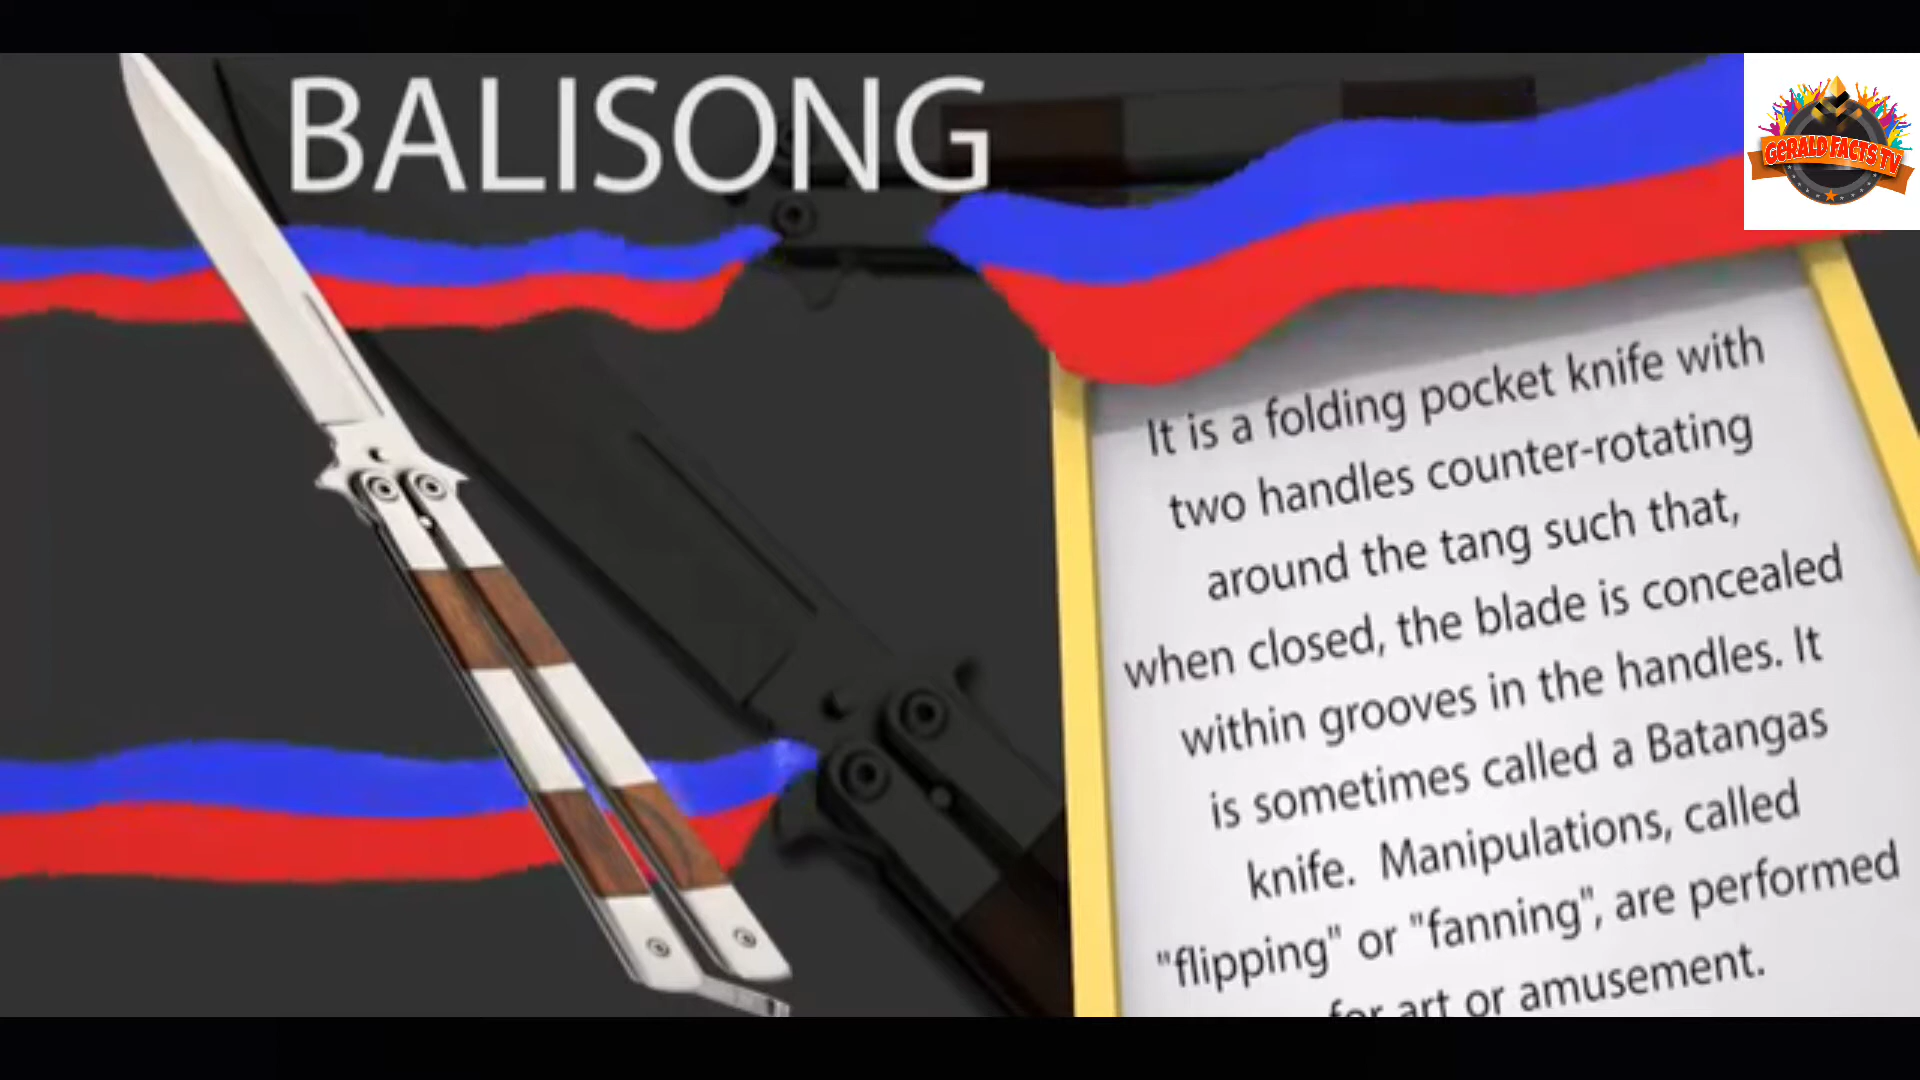 BALISONG
GERALD FACTS TV
It is a folding pocket knife with
two handles counter-rotating
around the tang such that,
when closed, the blade is concealed
within grooves in the handles. It
is sometimes called a Batangas
knife. Manipulations, called
"flipping" or "fanning", are performed
for art or amusement.